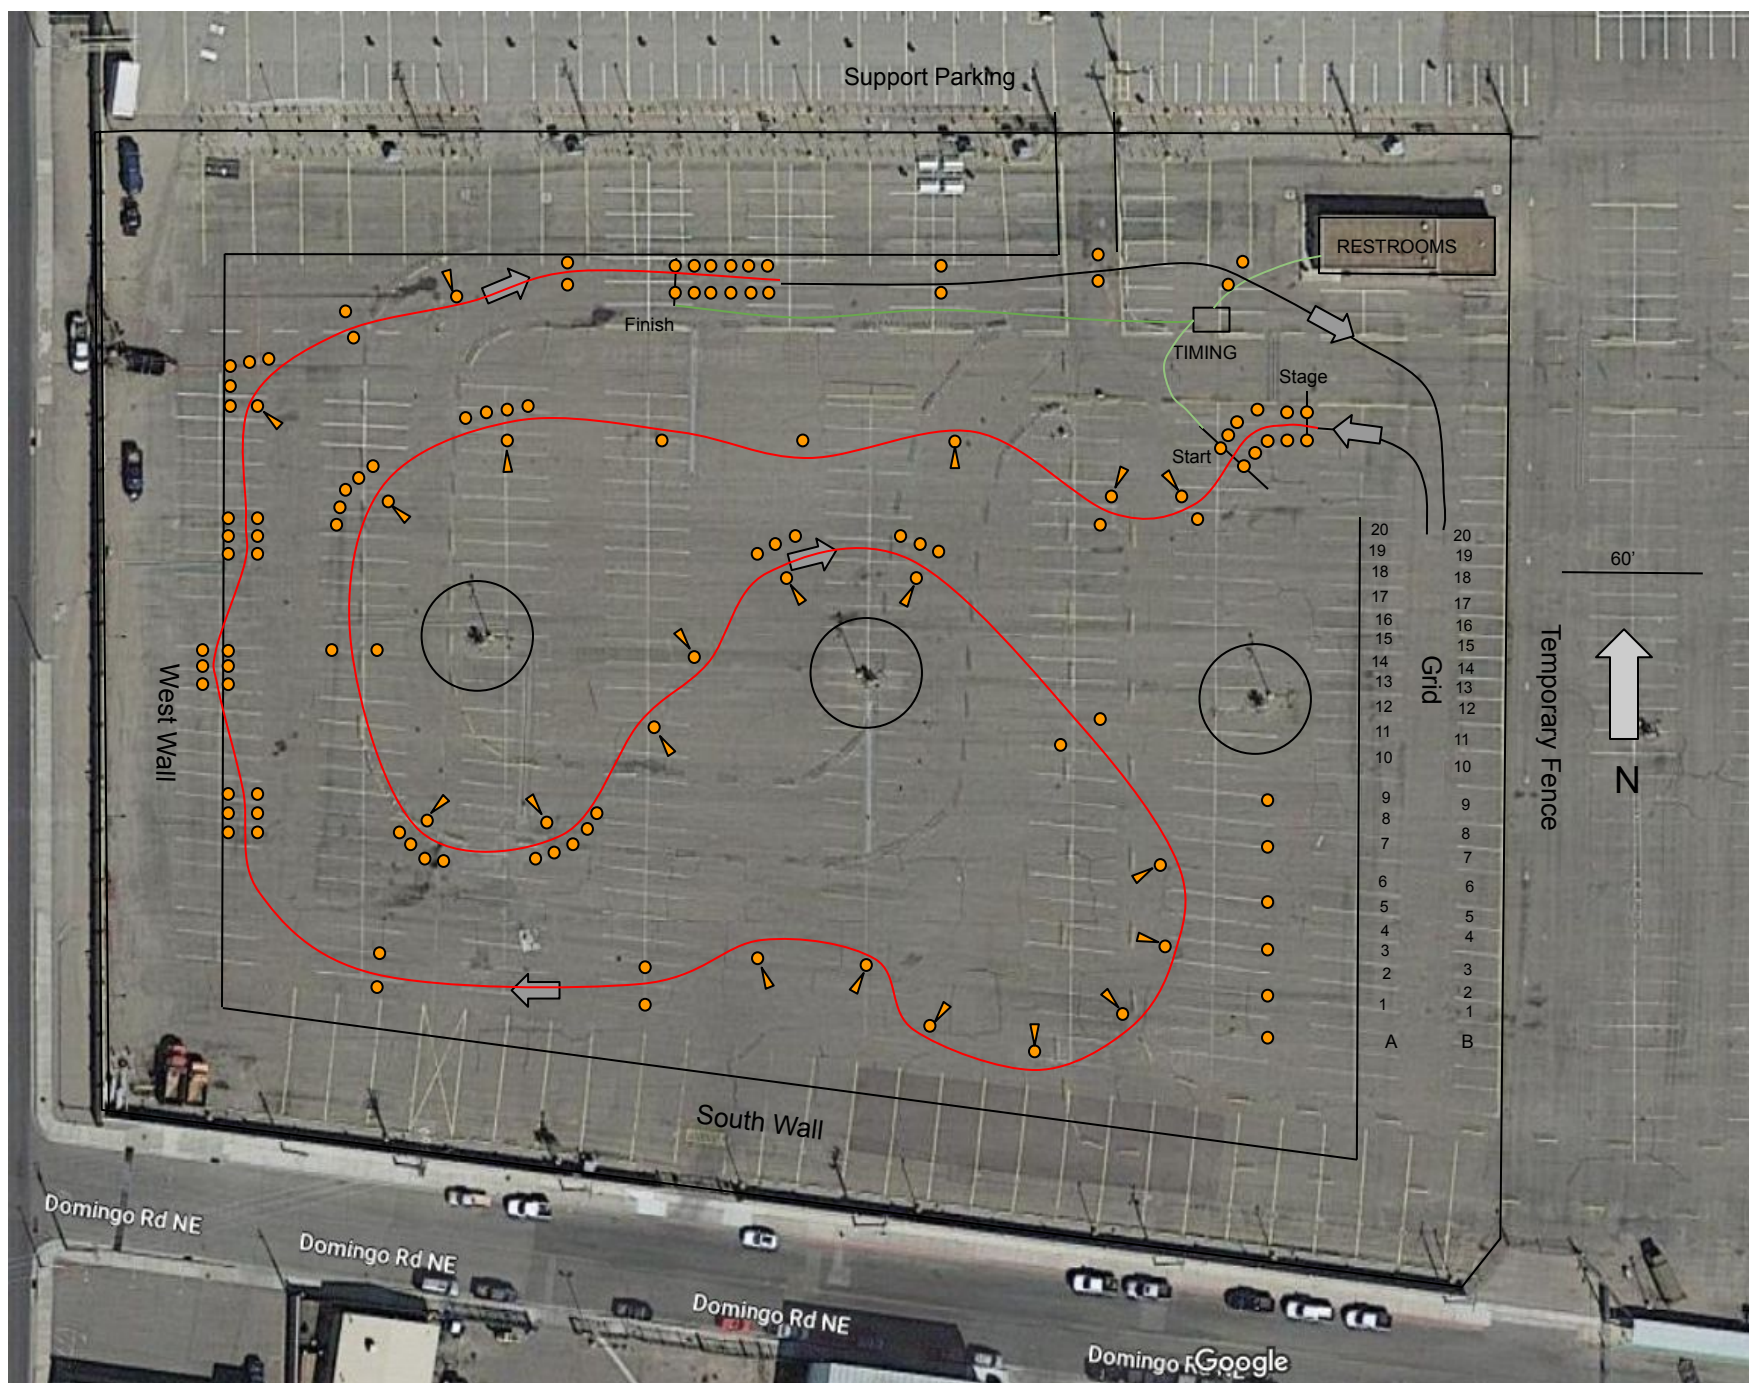 Support Parking
RESTROOMS
Finish
TIMING
Stage
Start
20
19
18
17
16
15
14
13
12
11
10
9
8
7
6
5
4
3
2
1
A
Grid
20
19
18
17
16
15
14
13
12
11
10
9
8
7
6
5
4
3
2
1
B
60’
N
Temporary Fence
West Wall
South Wall
Domingo Rd NE
Domingo Rd NE
Domingo Rd NE
Domingo
Google